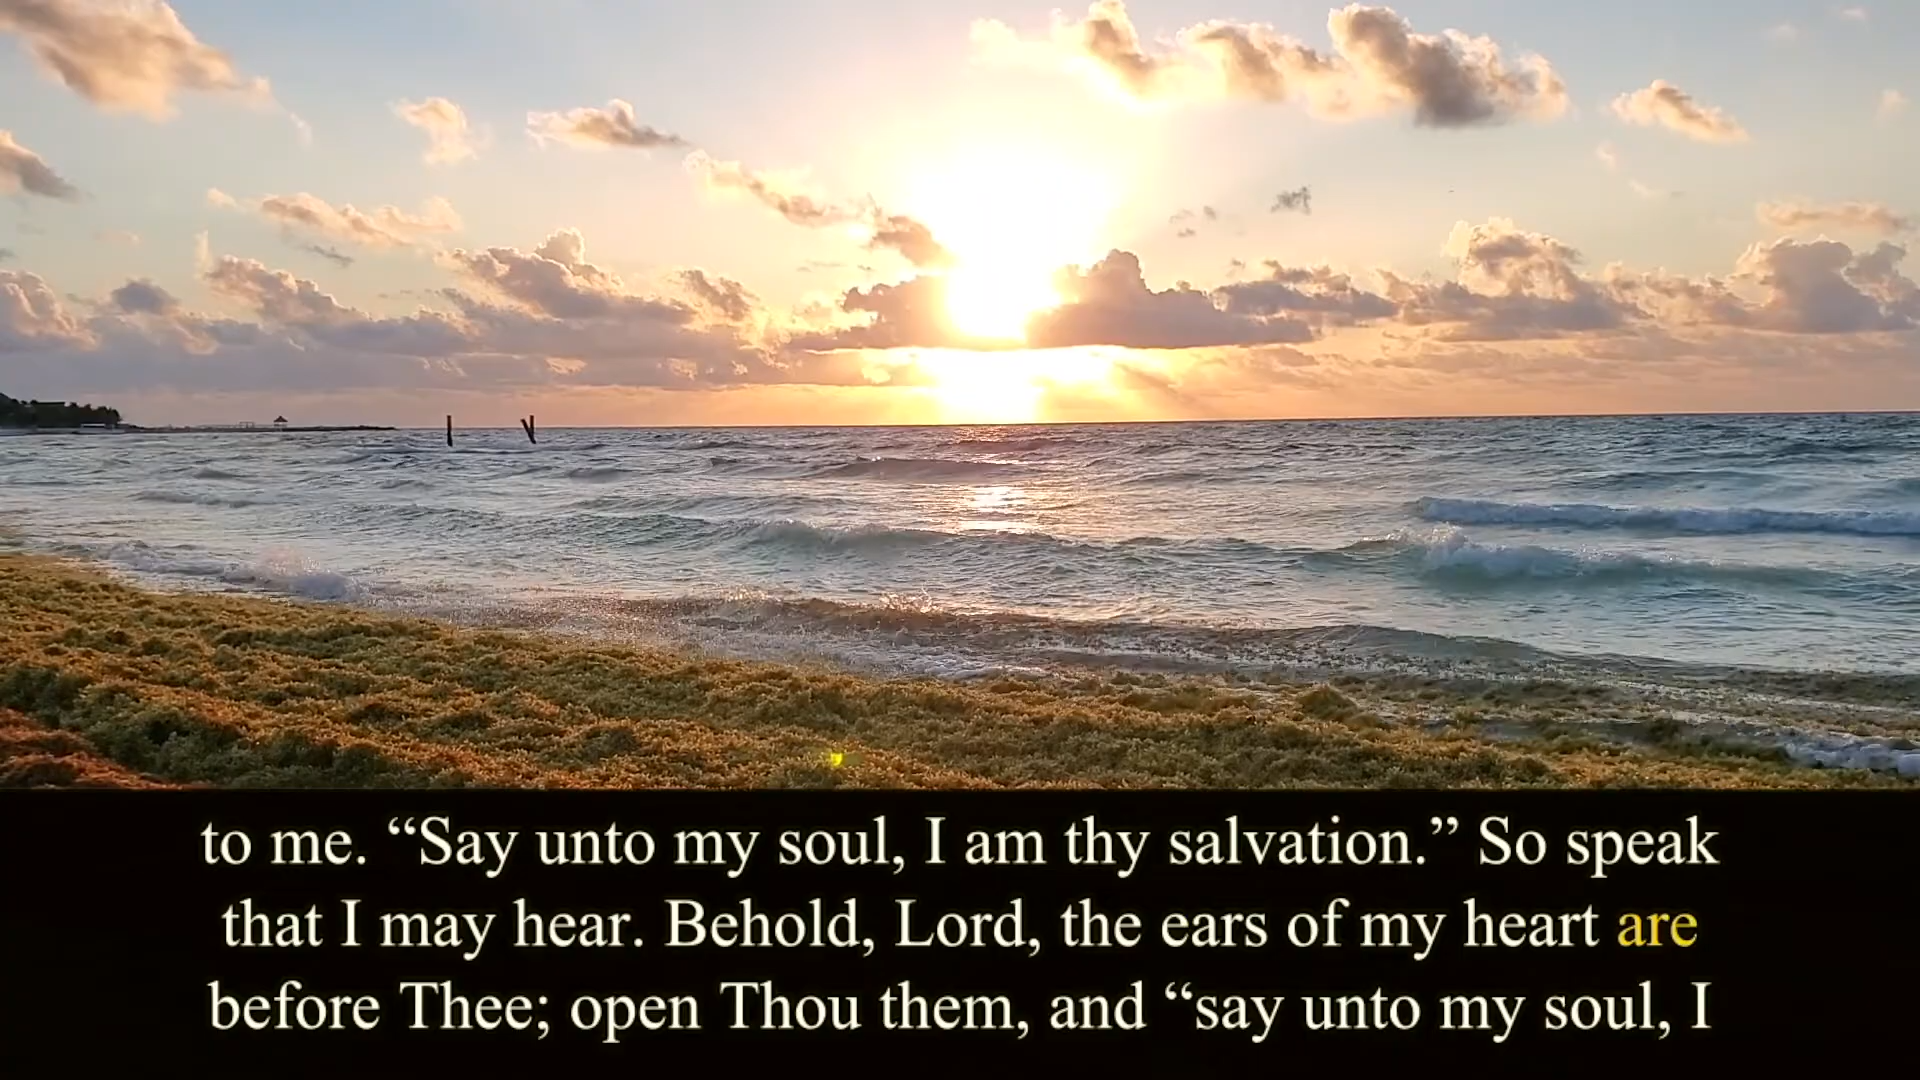 to me. “Say unto my soul, I am thy salvation.” So speak
that I may hear. Behold, Lord, the ears of my heart are
before Thee; open Thou them, and “say unto my soul, I